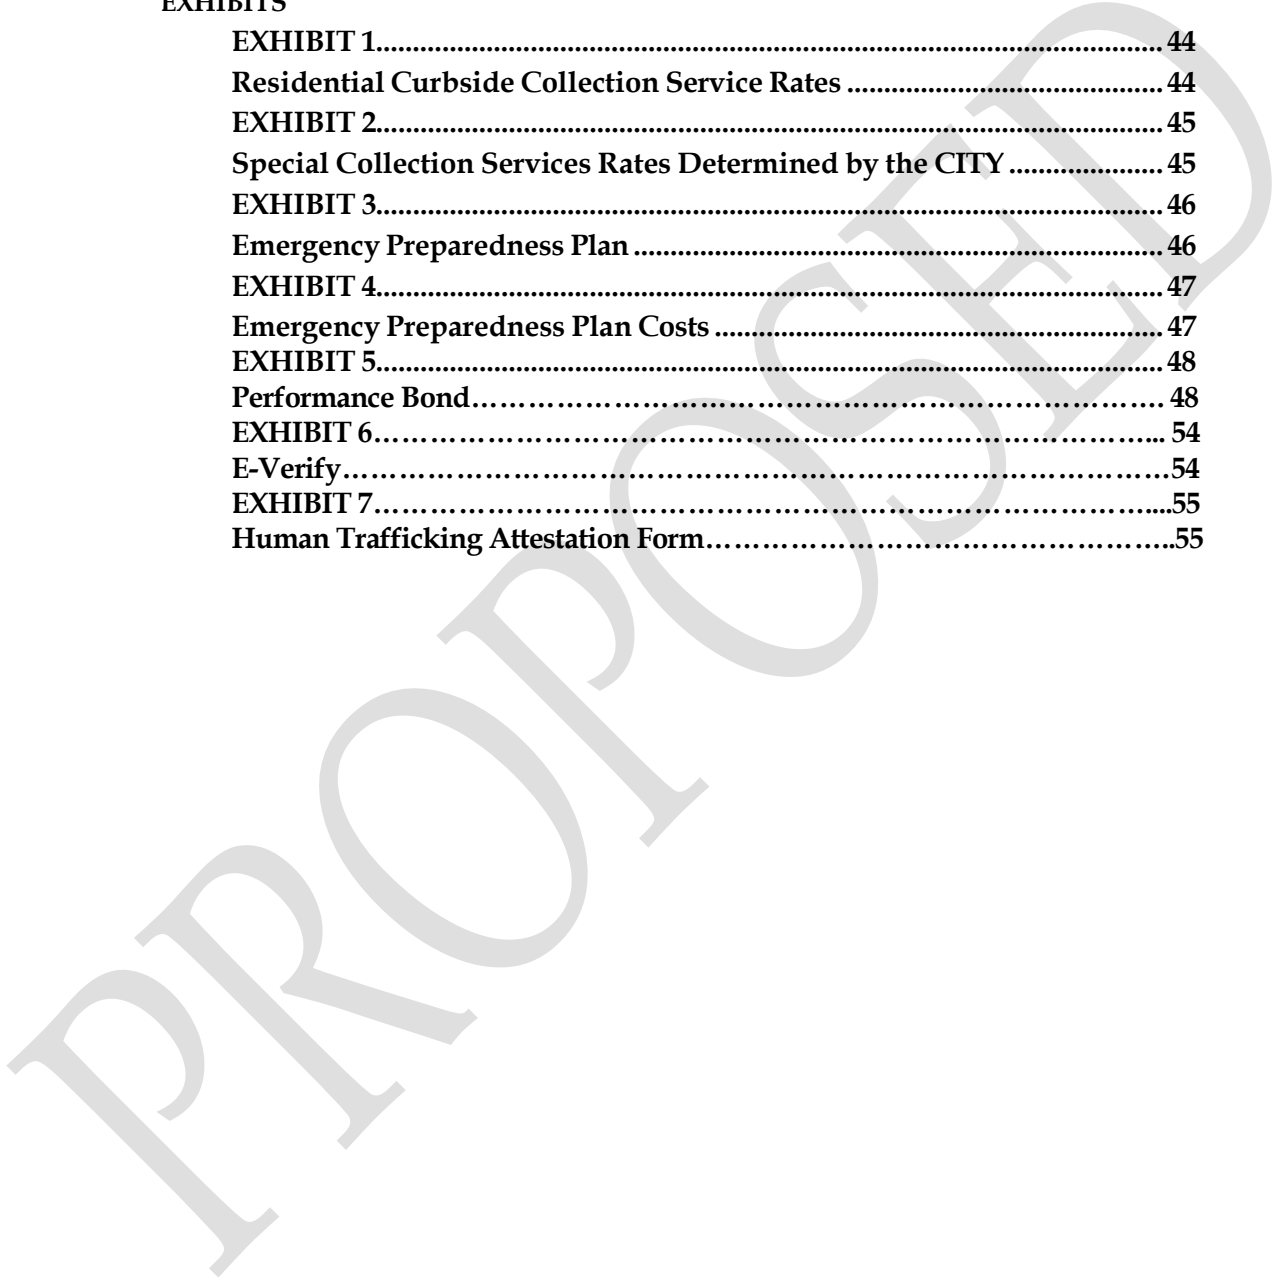 EXHIBITS
EXHIBIT 1.................................................................................................................. 44
Residential Curbside Collection Service Rates .............................................. 44
EXHIBIT 2.................................................................................................................. 45
Special Collection Services Rates Determined by the CITY ..................... 45
EXHIBIT 3.................................................................................................................. 46
Emergency Preparedness Plan ............................................................................ 46
EXHIBIT 4.................................................................................................................. 47
Emergency Preparedness Plan Costs ................................................................ 47
EXHIBIT 5.................................................................................................................. 48
Performance Bond……………………………………………………………………. 48
EXHIBIT 6……………………………………………………………………………... 54
E-Verify…………………………………………………………………………………54
EXHIBIT 7……………………………………………………………………………....55
Human Trafficking Attestation Form……………………………………………..55
PROPOSED